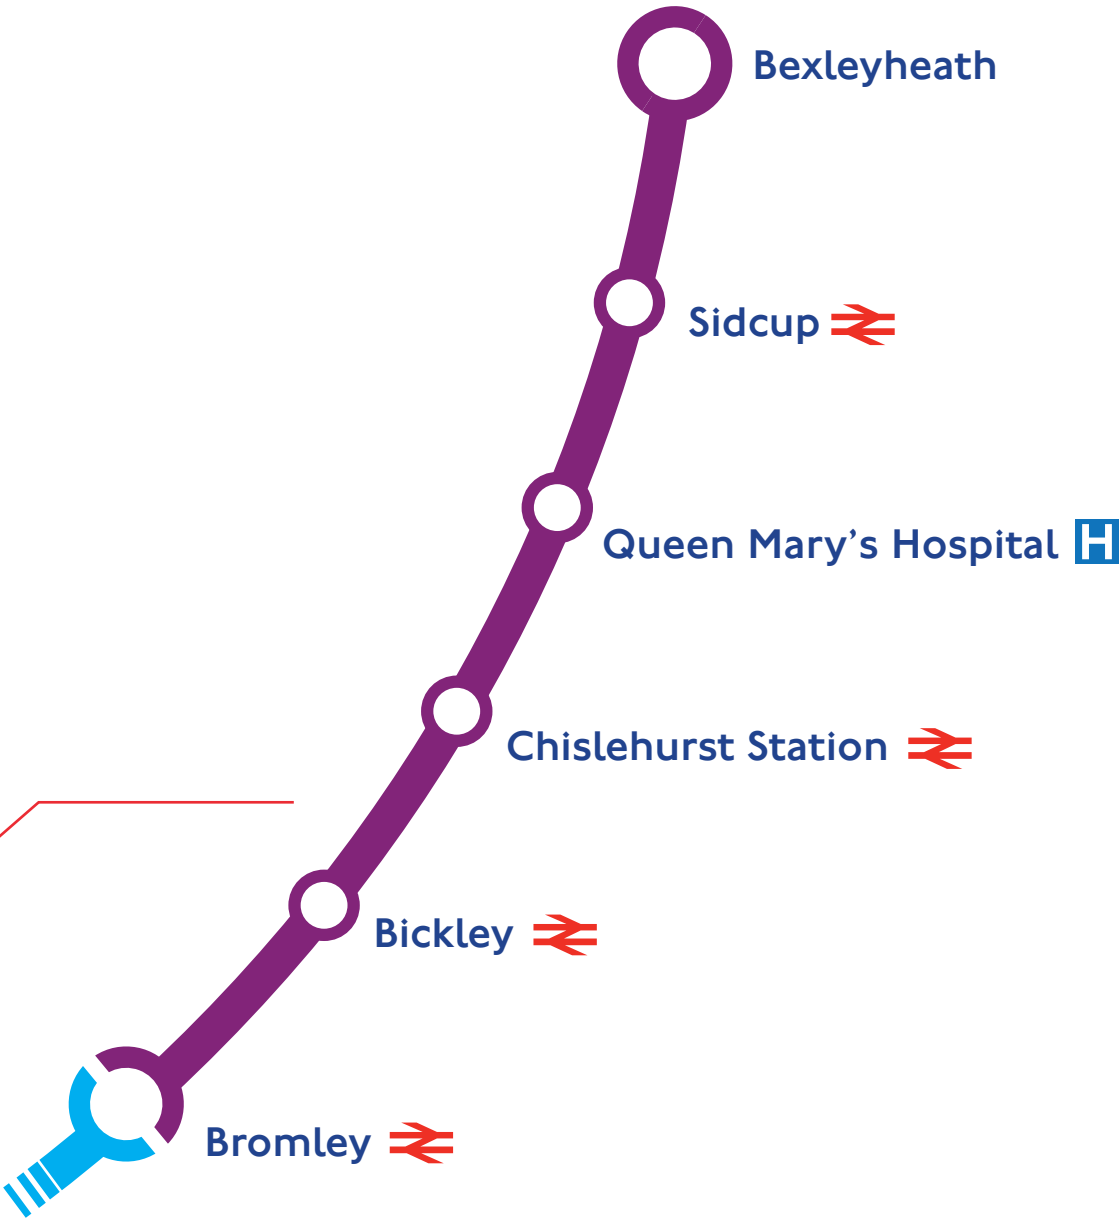 Bexleyheath
Sidcup
Queen Mary’s Hospital H
Chislehurst Station
Bickley
Bromley